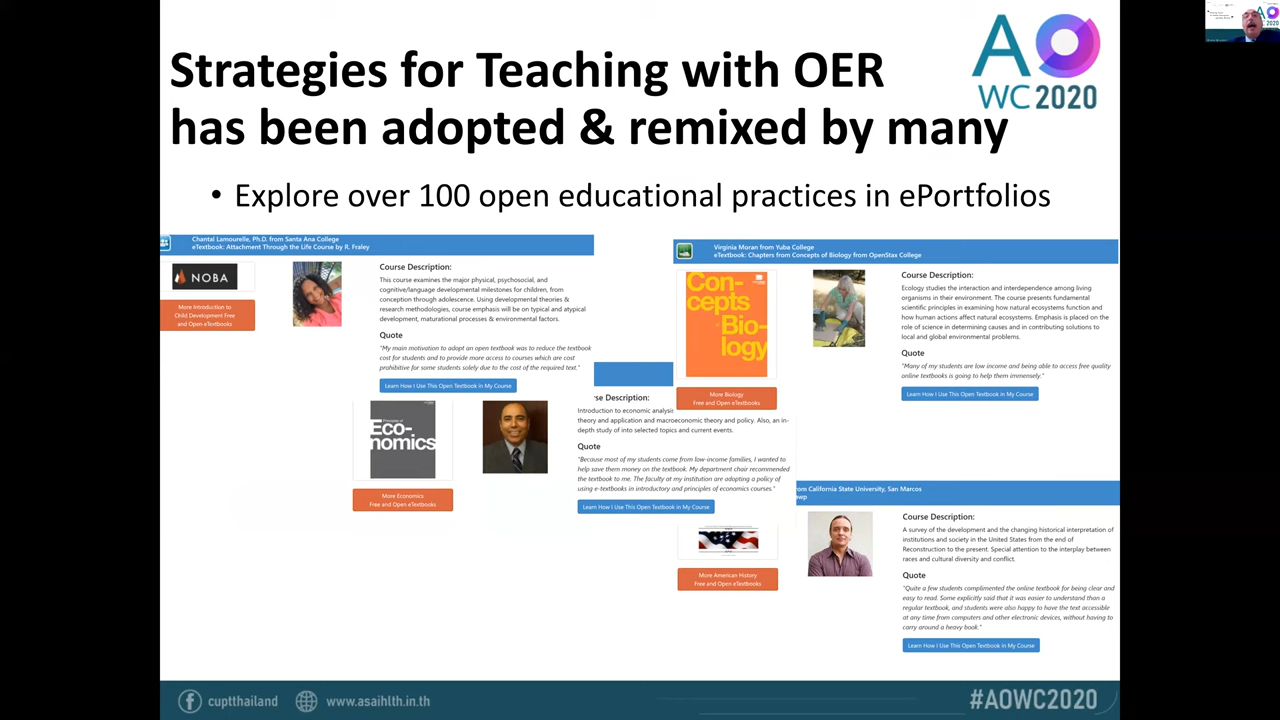 Strategies for Teaching with OER
has been adopted & remixed by many
AO
WC 2020
• Explore over 100 open educational practices in ePortfolios
Chantal Lamourelle, Ph.D. from Santa Ana College
eTextbook: Attachment Through the Life Course by R. Fraley
NOBA
More Introduction to
Child Development Free
and Open eTextbooks
Course Description:
This course examines the major physical, psychosocial, and
cognitive/language developmental milestones for children, from
conception through adolescence. Using developmental theories &
research methodologies, course emphasis will be on typical and atypical
development, maturational processes & environmental factors.
Quote
"My main motivation to adopt an open textbook was to reduce the textbook
cost for students and to provide more access to courses which are cost
prohibitive for some students solely due to the cost of the required text."
Learn How I Use This Open Textbook in My Course
Virginia Moran from Yuba College
eTextbook: Chapters from Concepts of Biology from OpenStax College
Con-
cepts
Bio-
logy
More Biology
Free and Open eTextbooks
Course Description:
Ecology studies the interaction and interdependence among living
organisms in their environment. The course presents fundamental
scientific principles in examining how natural ecosystems function and
how human actions affect natural ecosystems. Emphasis is placed on the
role of science in determining causes and in contributing solutions to
local and global environmental problems.
Quote
"Many of my students are low income and being able to access free quality
online textbooks is going to help them immensely."
Learn How I Use This Open Textbook in My Course
Eco-
nomics
More Economics
Free and Open eTextbooks
rse Description:
Introduction to economic analysis
theory and application and macroeconomic theory and policy. Also, an in-
depth study of into selected topics and current events.
Quote
"Because most of my students come from low-income families, I wanted to
help save them money on the textbook. My department chair recommended
the textbook to me. The faculty at my institution are adopting a policy of
using e-textbooks in introductory and principles of economics courses."
Learn How I Use This Open Textbook in My Course
rom California State University, San Marcos
wp
More American History
Free and Open eTextbooks
Course Description:
A survey of the development and the changing historical interpretation of
institutions and society in the United States from the end of
Reconstruction to the present. Special attention to the interplay between
races and cultural diversity and conflict.
Quote
"Quite a few students complimented the online textbook for being clear and
easy to read. Some explicitly said that it was easier to understand than a
regular textbook, and students were also happy to have the text accessible
at any time from computers and other electronic devices, without having to
carry around a heavy book."
Learn How I Use This Open Textbook in My Course
cuptthailand
www.asaihlth.in.th
#AOWC2020